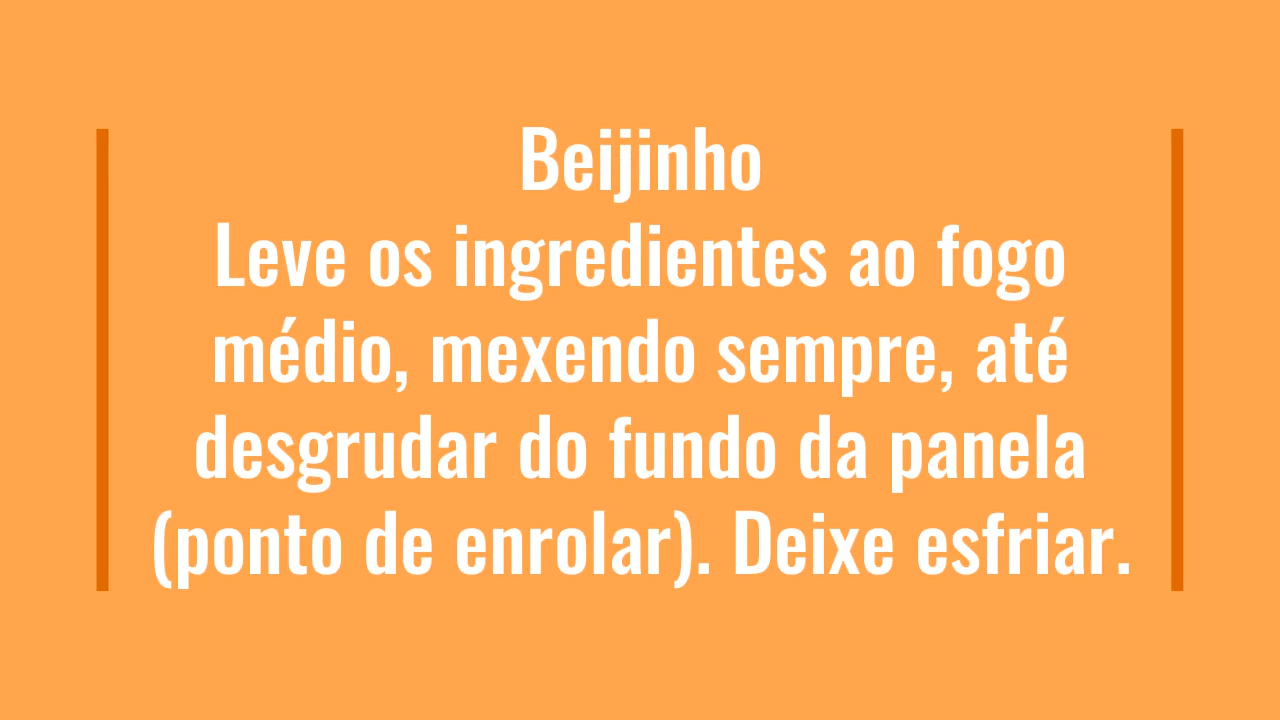 Beijinho
Leve os ingredientes ao fogo
médio, mexendo sempre, até
desgrudar do fundo da panela
(ponto de enrolar). Deixe esfriar.